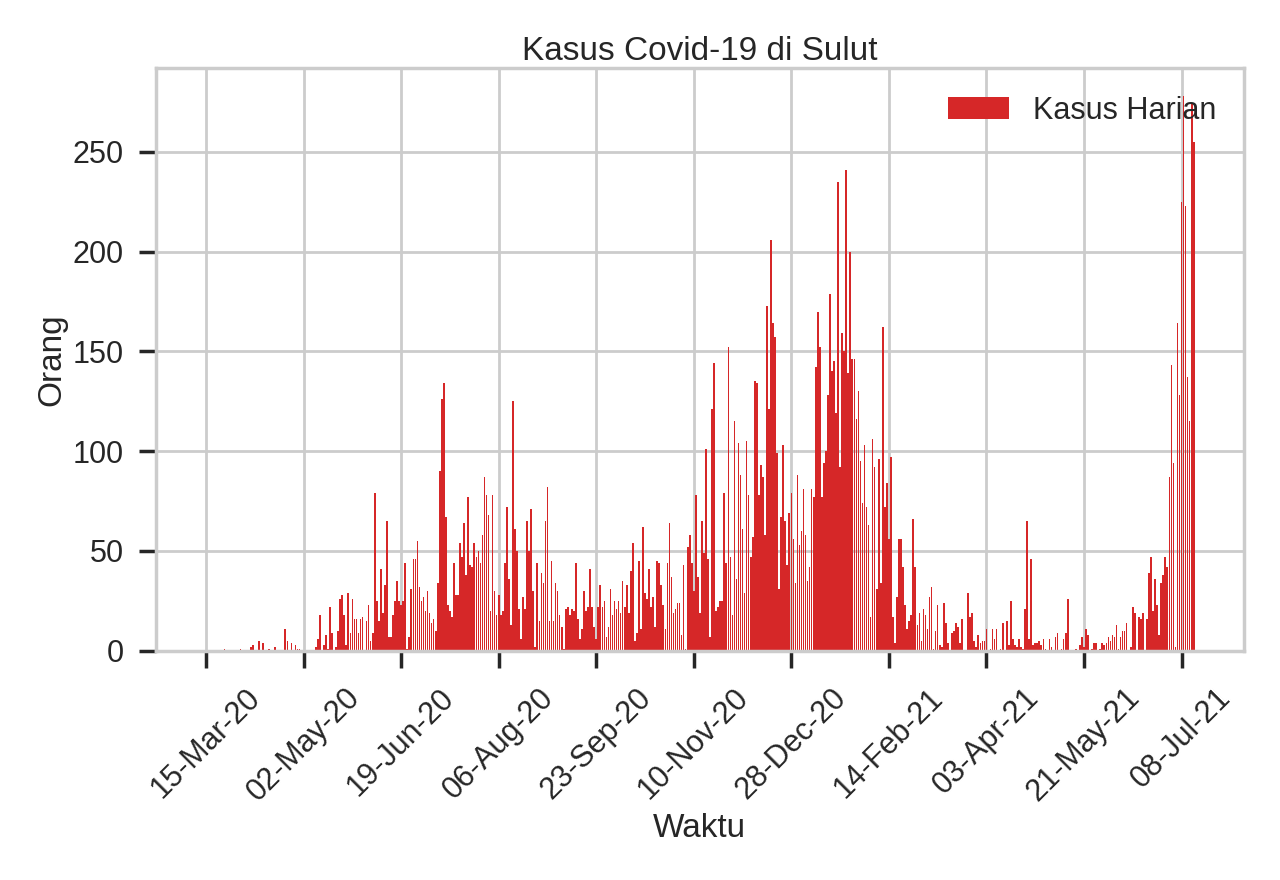 Kasus Covid-19 di Sulut
Kasus Harian
Orang
250
200
150
100
50
0
15-Mar-20
02-May-20
19-Jun-20
06-Aug-20
23-Sep-20
10-Nov-20
28-Dec-20
14-Feb-21
03-Apr-21
21-May-21
08-Jul-21
Waktu